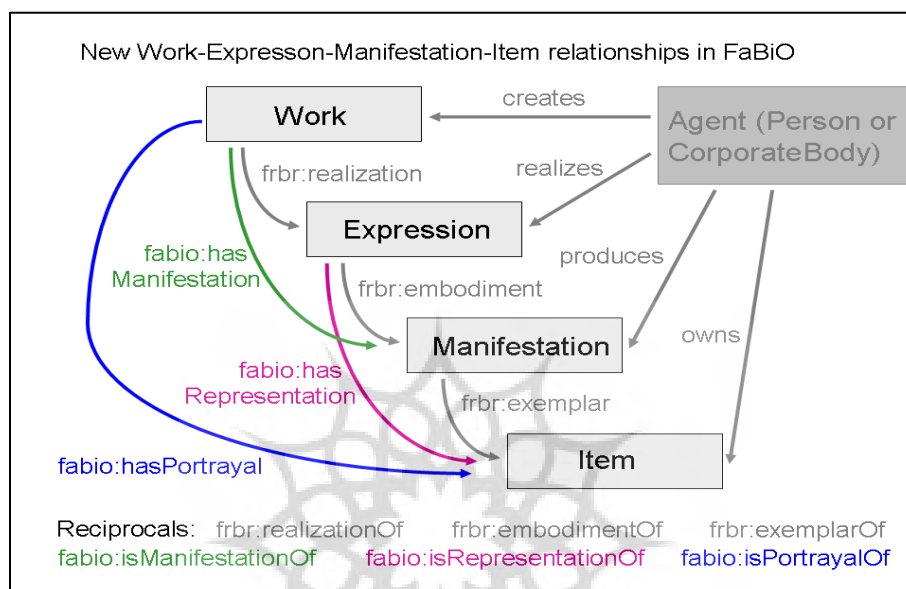 New Work-Expresson-Manifestation-Item relationships in FaBiO
Work
creates
Agent (Person or
CorporateBody)
frbr:realization
realizes
Expression
fabio:has
Manifestation
frbr:embodiment
produces
Manifestation
owns
fabio:has
Representation
frbr:exemplar
fabio:hasPortrayal
Item
Reciprocals: frbr:realizationOf frbr:embodimentOf frbr:exemplarOf
fabio:isManifestationOf fabio:isRepresentationOf fabio:isPortrayalOf